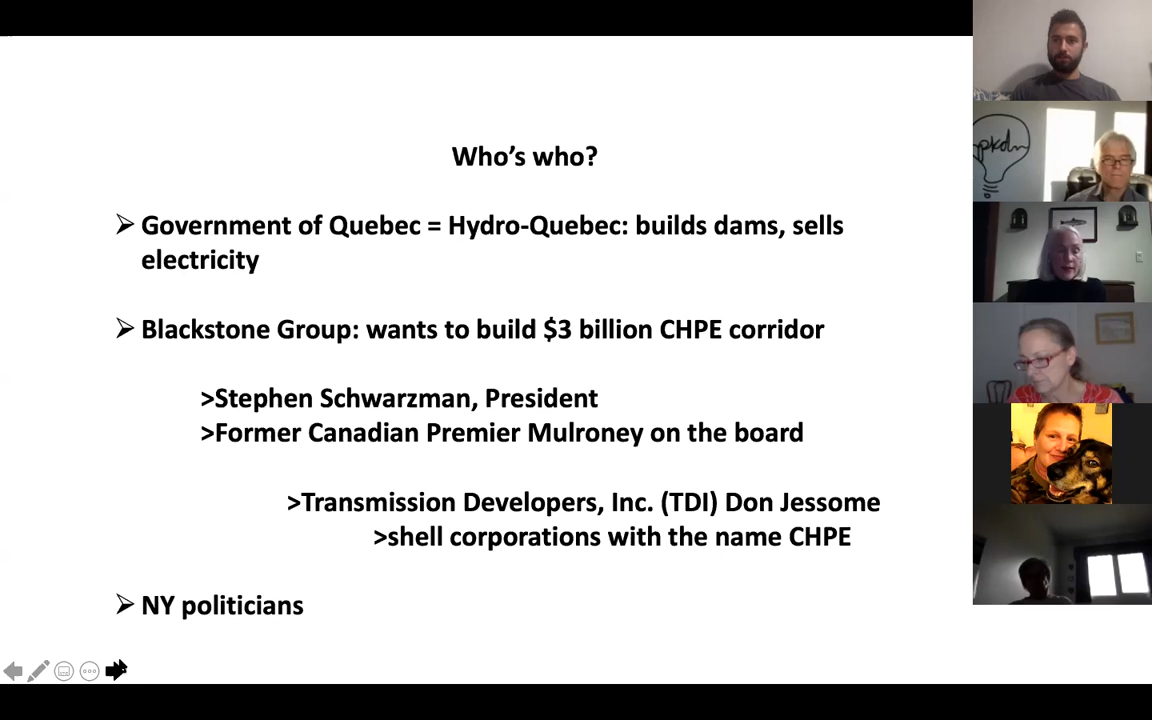 Who's who?
➢ Government of Quebec = Hydro-Quebec: builds dams, sells
electricity
➢ Blackstone Group: wants to build $3 billion CHPE corridor
>Stephen Schwarzman, President
>Former Canadian Premier Mulroney on the board
>Transmission Developers, Inc. (TDI) Don Jessome
>shell corporations with the name CHPE
➢ NY politicians